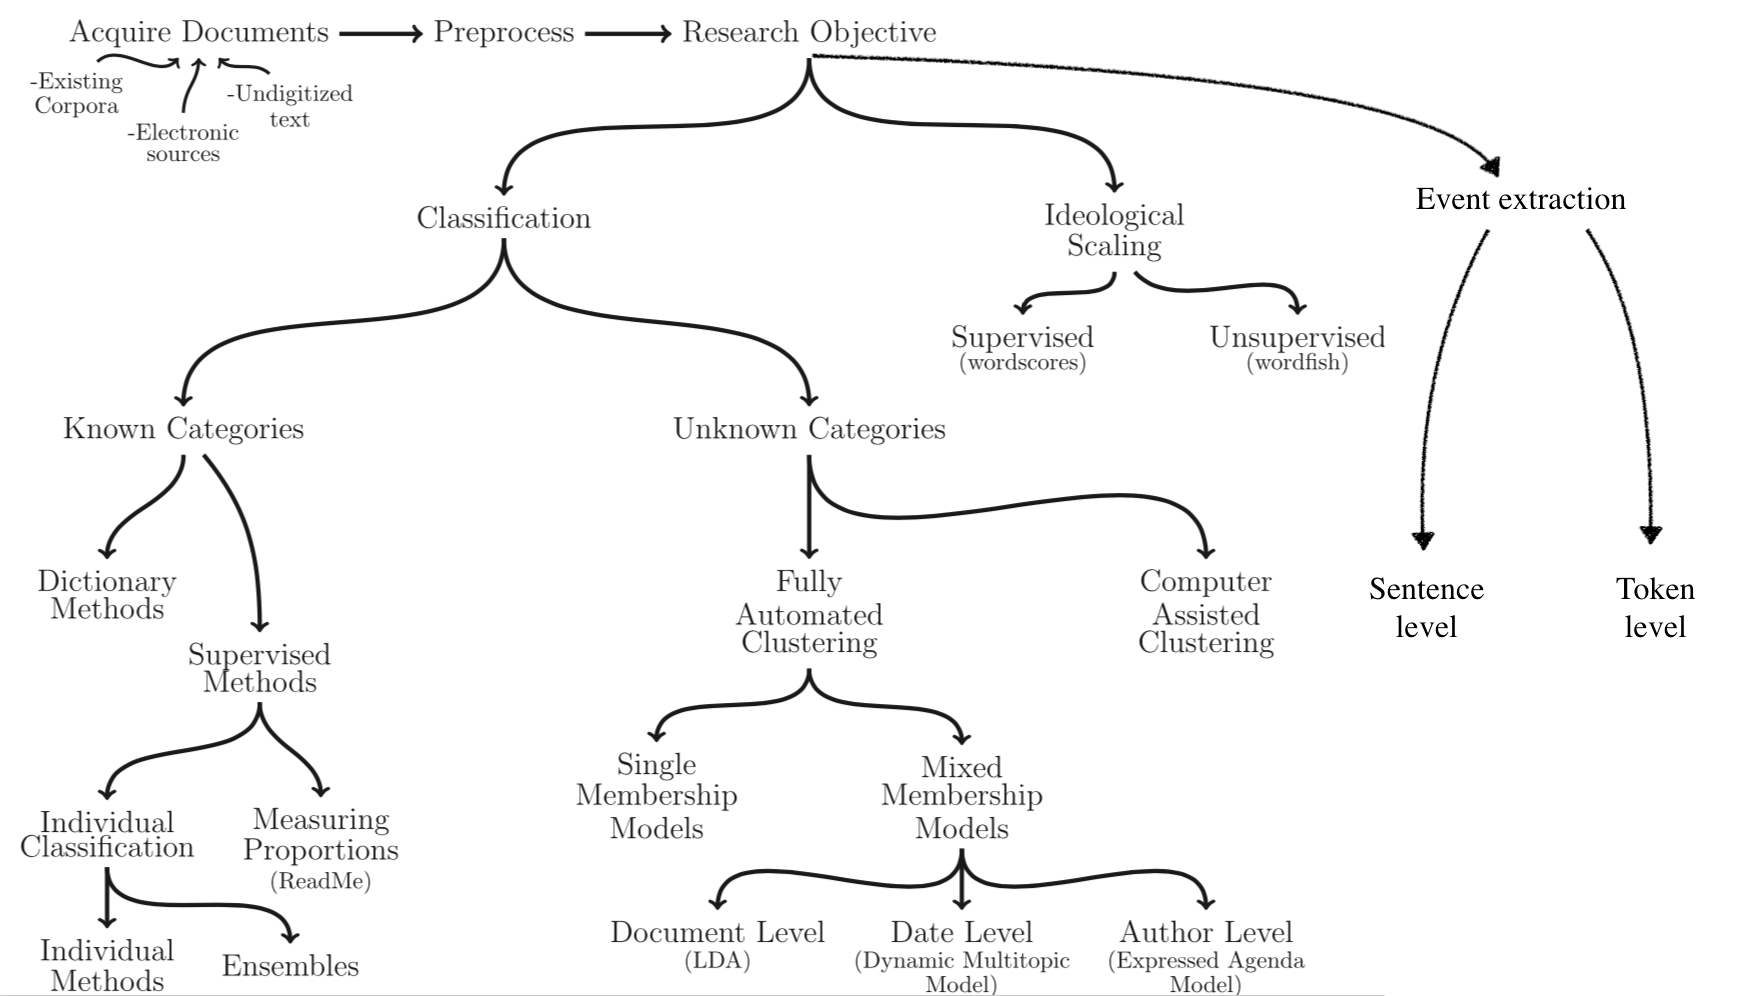 Acquire Documents
Preprocess
Research Objective
-Existing
Corpora
-Electronic
sources
-Undigitized
text
Classification
Ideological
Scaling
Event extraction
Supervised
(wordscores)
Unsupervised
(wordfish)
Known Categories
Unknown Categories
Dictionary
Methods
Supervised
Methods
Fully
Automated
Clustering
Computer
Assisted
Clustering
Sentence
level
Token
level
Individual
Classification
Measuring
Proportions
(ReadMe)
Single
Membership
Models
Mixed
Membership
Models
Individual
Methods
Ensembles
Document Level
(LDA)
Date Level
(Dynamic Multitopic
Model)
Author Level
(Expressed Agenda
Model)